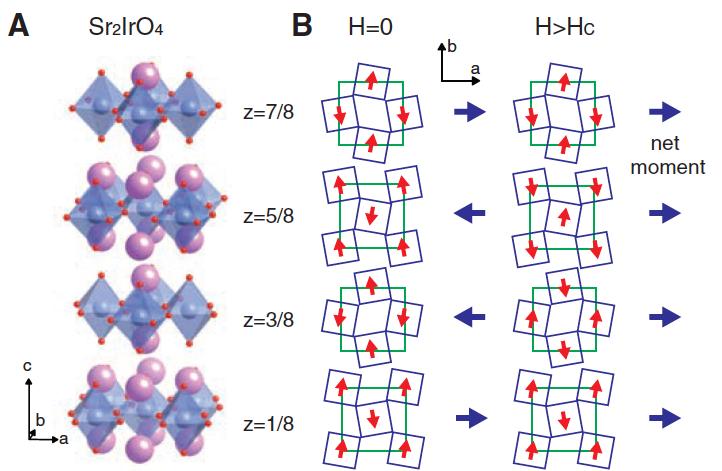 A Sr₂IrO₄ B H=0 H>Hc
b
a
z=7/8
net
moment
z=5/8
z=3/8
c
b
a
z=1/8